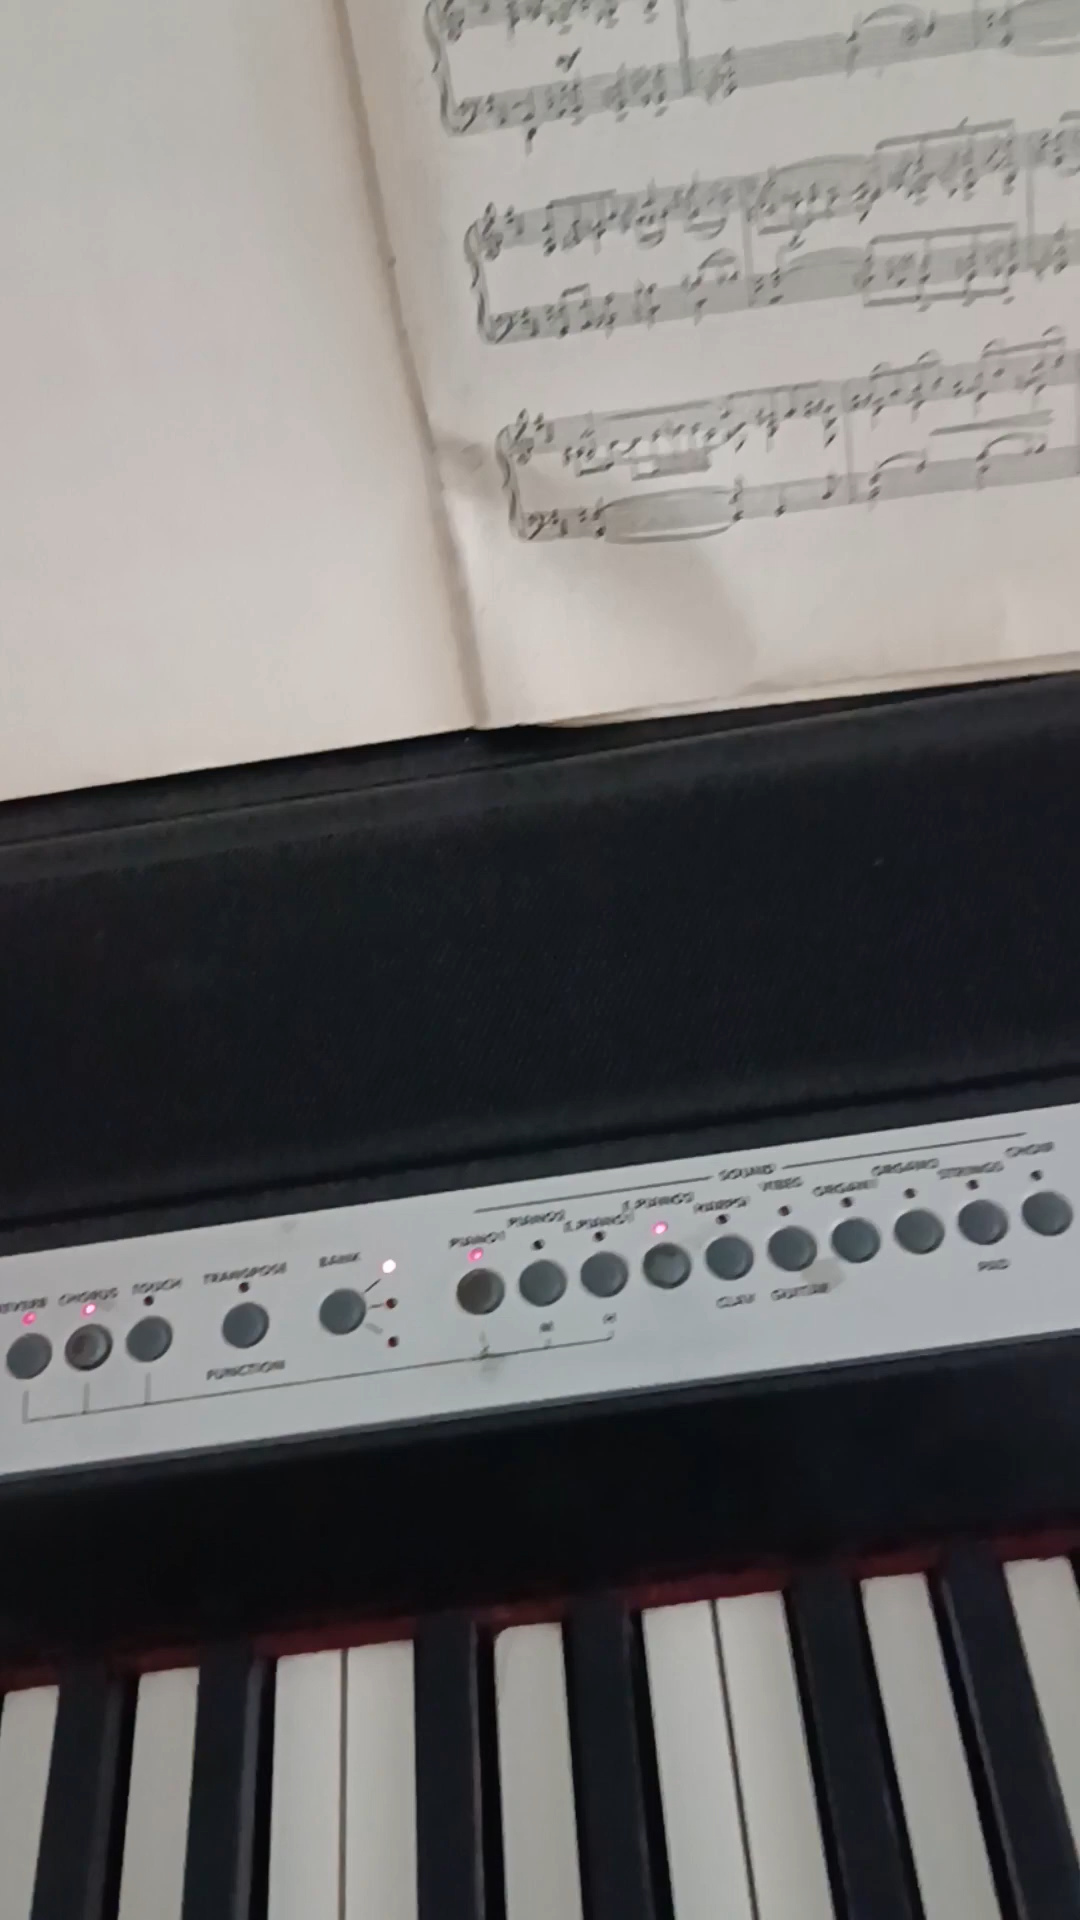 SOUND
PIANO1 PIANO2 E.PIANO1 E.PIANO2 HARPS VIBES ORGAN1 ORGAN2 STRINGS CHOIR
REVERB CHORUS TOUCH TRANSPOSE BANK
CLAV GUITAR PAD
FUNCTION